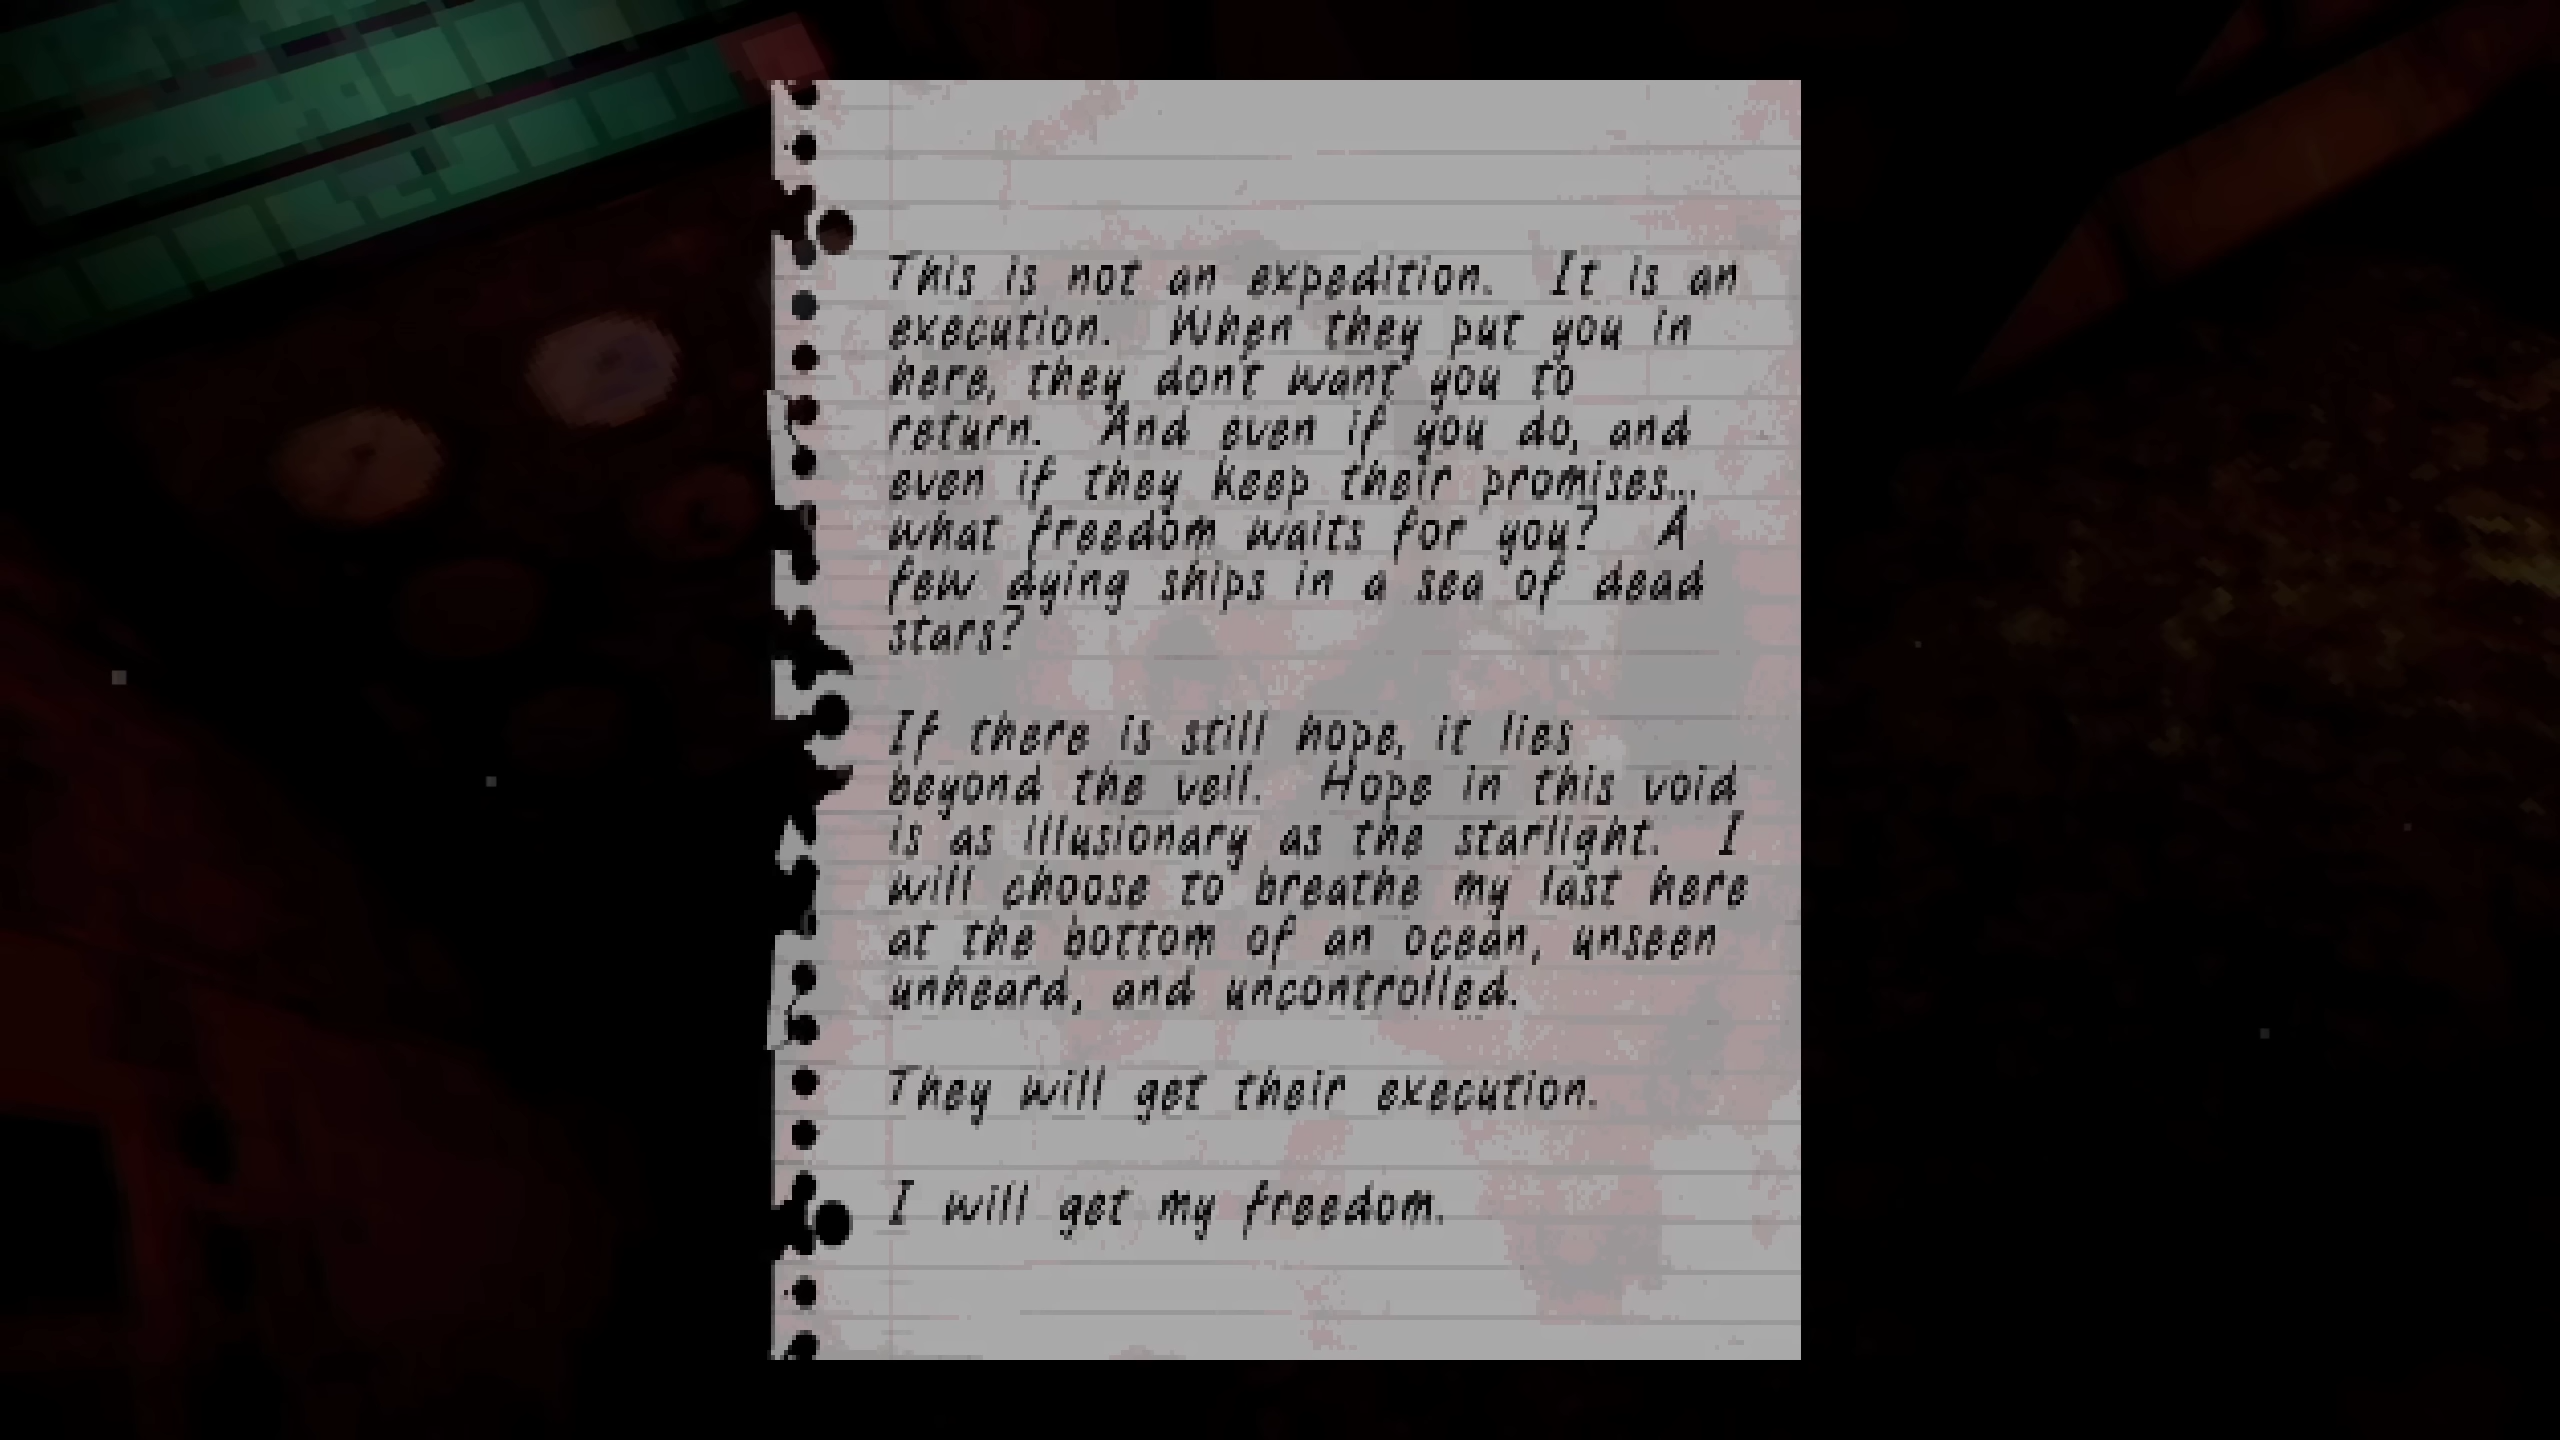 This is not an expedition.  It is an
execution.  When they put you in
here, they don't want you to
return.  And even if you do, and
even if they keep their promises...
what freedom waits for you?  A
few dying ships in a sea of dead
stars?
If there is still hope, it lies
beyond the veil.  Hope in this void
is as illusionary as the starlight.  I
will choose to breathe my last here
at the bottom of an ocean, unseen
unheard, and uncontrolled.
They will get their execution.
I will get my freedom.